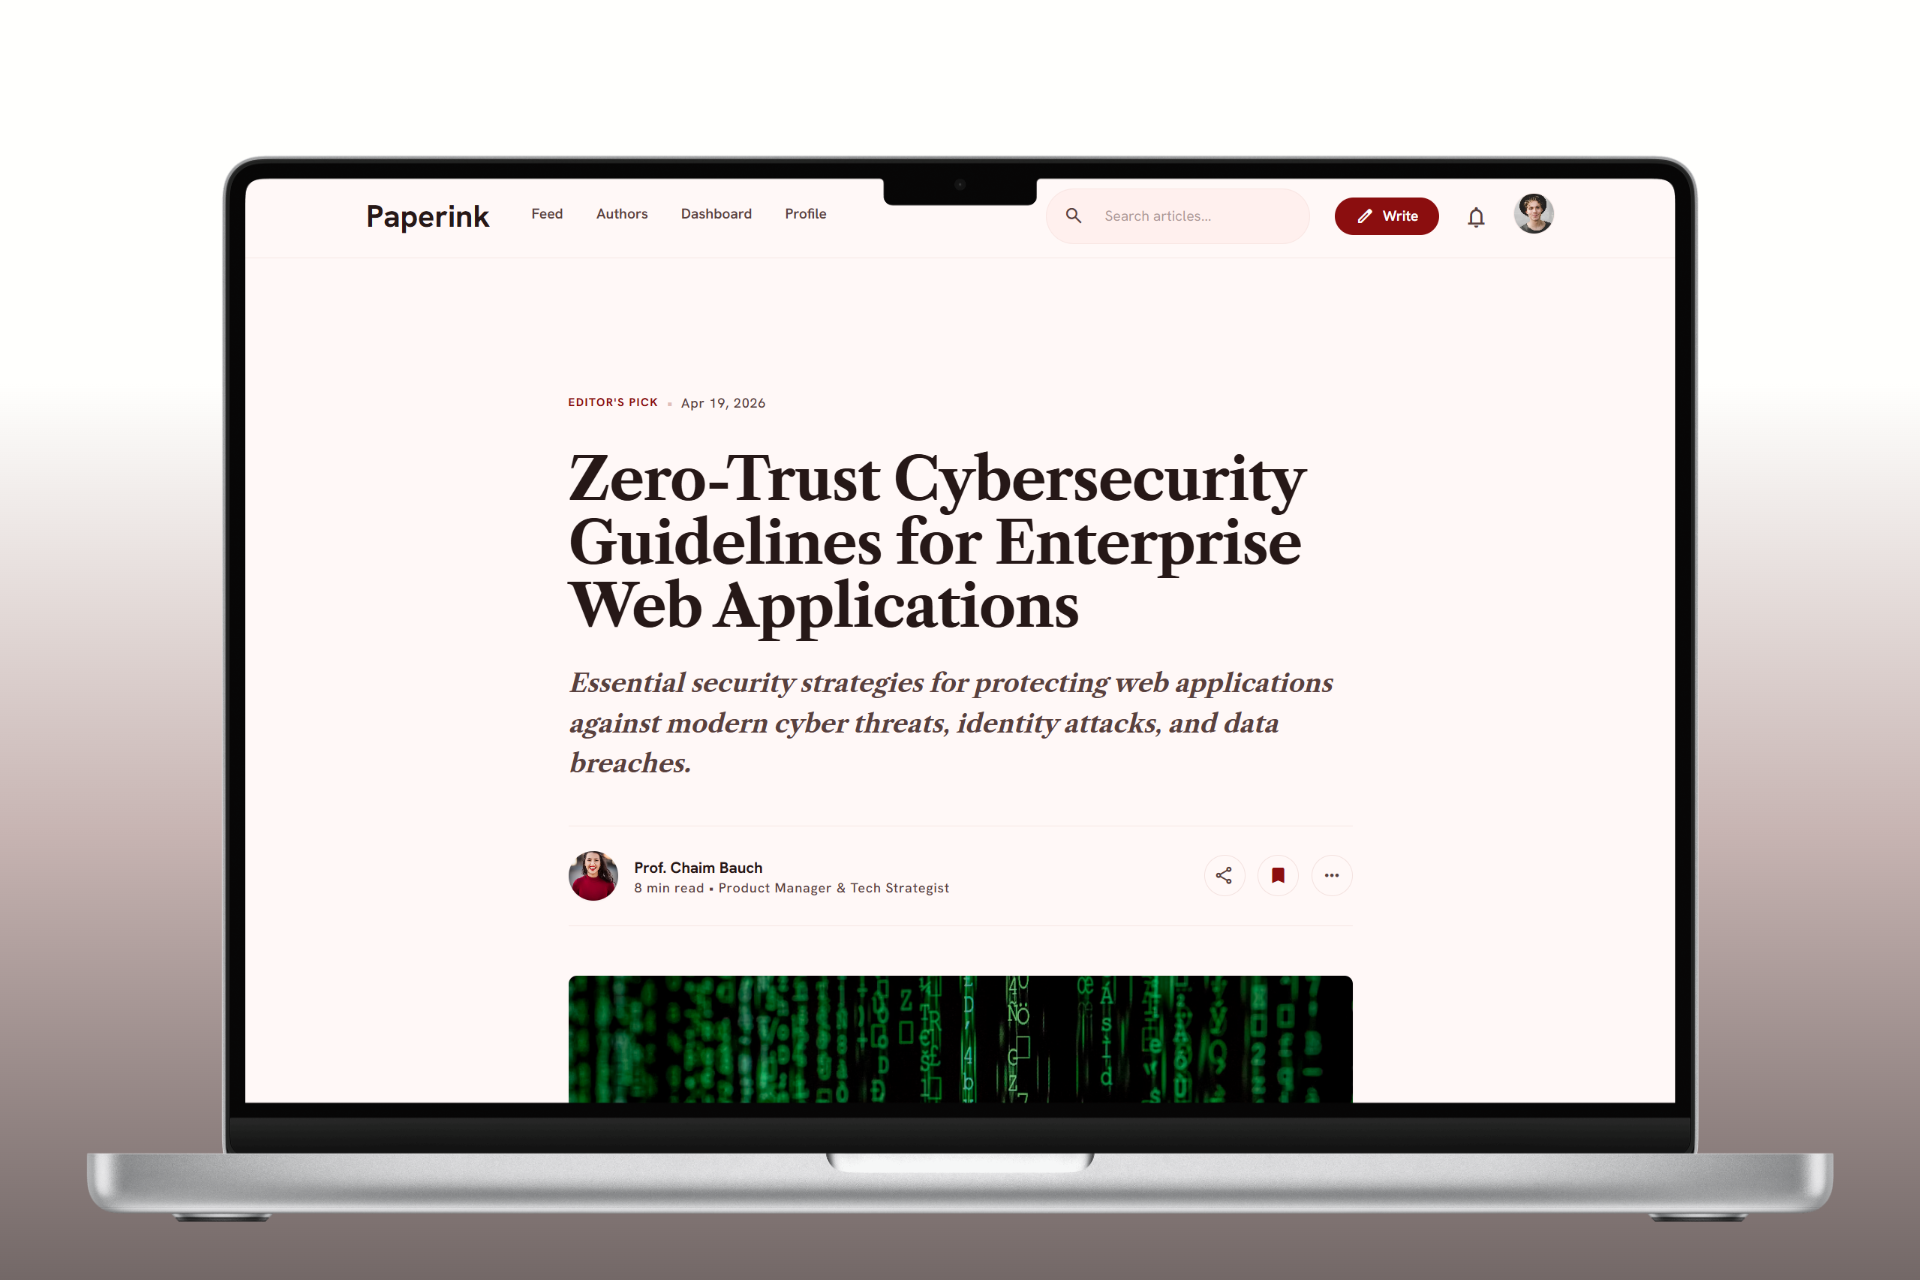 Paperink
Feed
Authors
Dashboard
Profile
Search articles...
Write
EDITOR'S PICK • Apr 19, 2026
Zero-Trust Cybersecurity
Guidelines for Enterprise
Web Applications
Essential security strategies for protecting web applications
against modern cyber threats, identity attacks, and data
breaches.
Prof. Chaim Bauch
8 min read • Product Manager & Tech Strategist